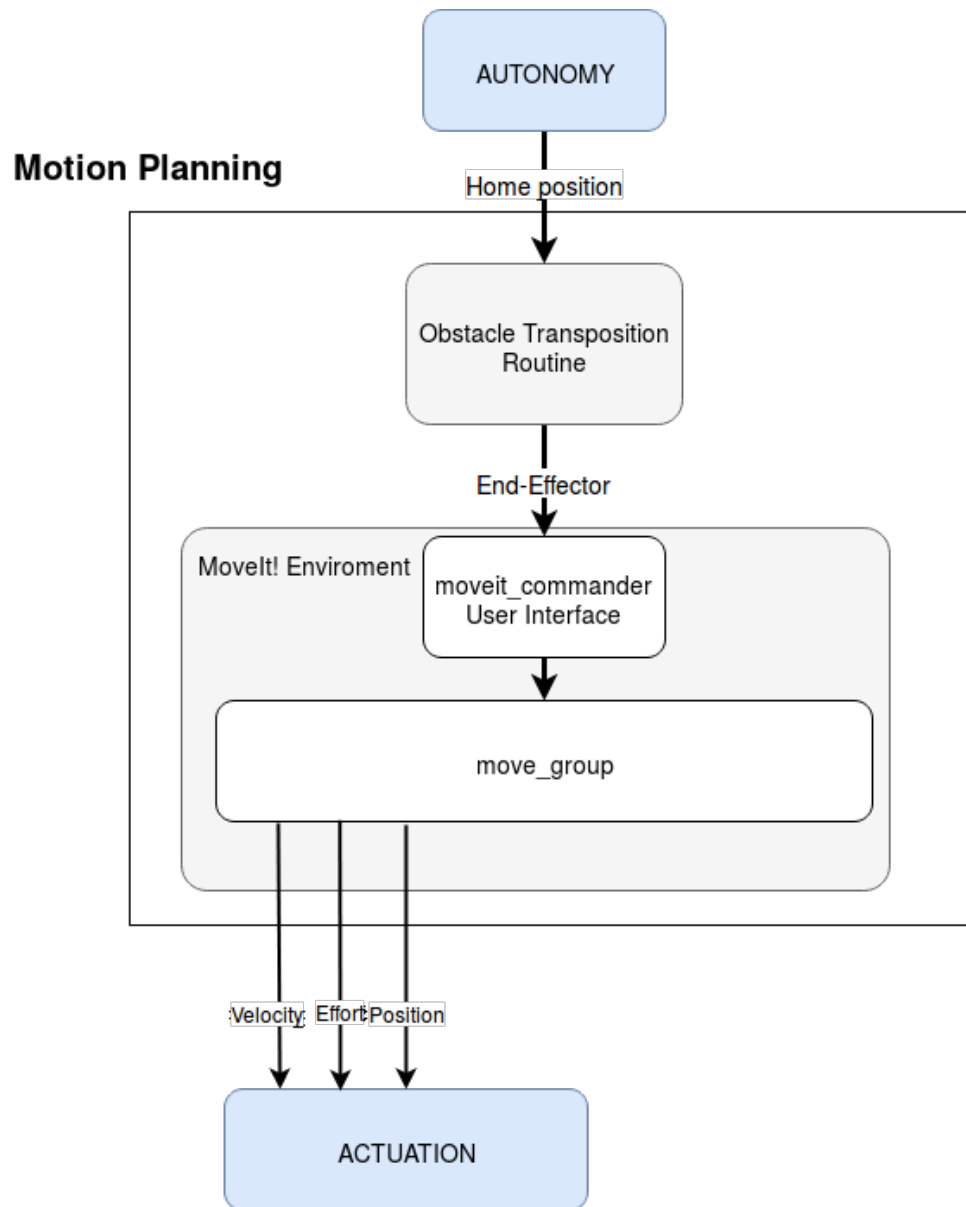 AUTONOMY
Motion Planning
Home position
Obstacle Transposition
Routine
End-Effector
MoveIt! Enviroment
moveit_commander
User Interface
move_group
Velocity
Effort
Position
ACTUATION